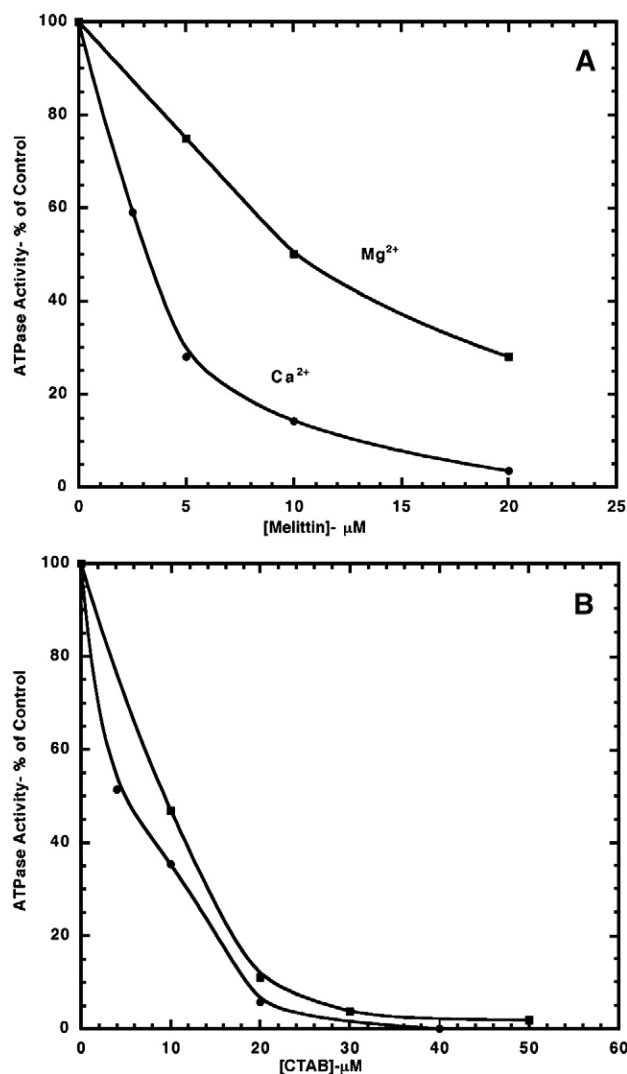 A
ATPase Activity- % of Control
100
80
60
40
20
0
Mg2+
Ca2+
0 5 10 15 20 25
[Melittin]- µM
B
ATPase Activity- % of Control
100
80
60
40
20
0
0 10 20 30 40 50 60
[CTAB]-µM